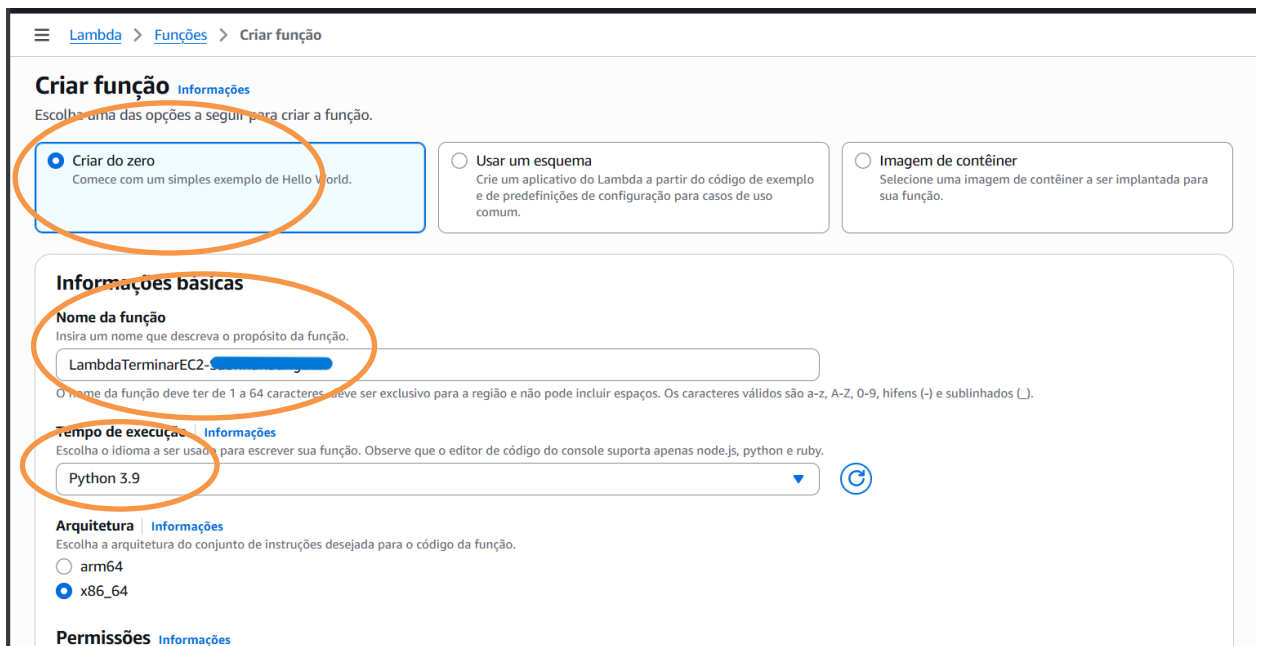 Lambda > Funções > Criar função
Criar função Informações
Escolha uma das opções a seguir para criar a função.
Criar do zero
Comece com um simples exemplo de Hello World.
Usar um esquema
Crie um aplicativo do Lambda a partir do código de exemplo
e de predefinições de configuração para casos de uso
comum.
Imagem de contêiner
Selecione uma imagem de contêiner a ser implantada para
sua função.
Informações básicas
Nome da função
Insira um nome que descreva o propósito da função.
LambdaTerminarEC2-
O nome da função deve ter de 1 a 64 caracteres, deve ser exclusivo para a região e não pode incluir espaços. Os caracteres válidos são a-z, A-Z, 0-9, hifens (-) e sublinhados (_).
Tempo de execução Informações
Escolha o idioma a ser usado para escrever sua função. Observe que o editor de código do console suporta apenas node.js, python e ruby.
Python 3.9
Arquitetura Informações
Escolha a arquitetura do conjunto de instruções desejada para o código da função.
arm64
x86_64
Permissões Informações